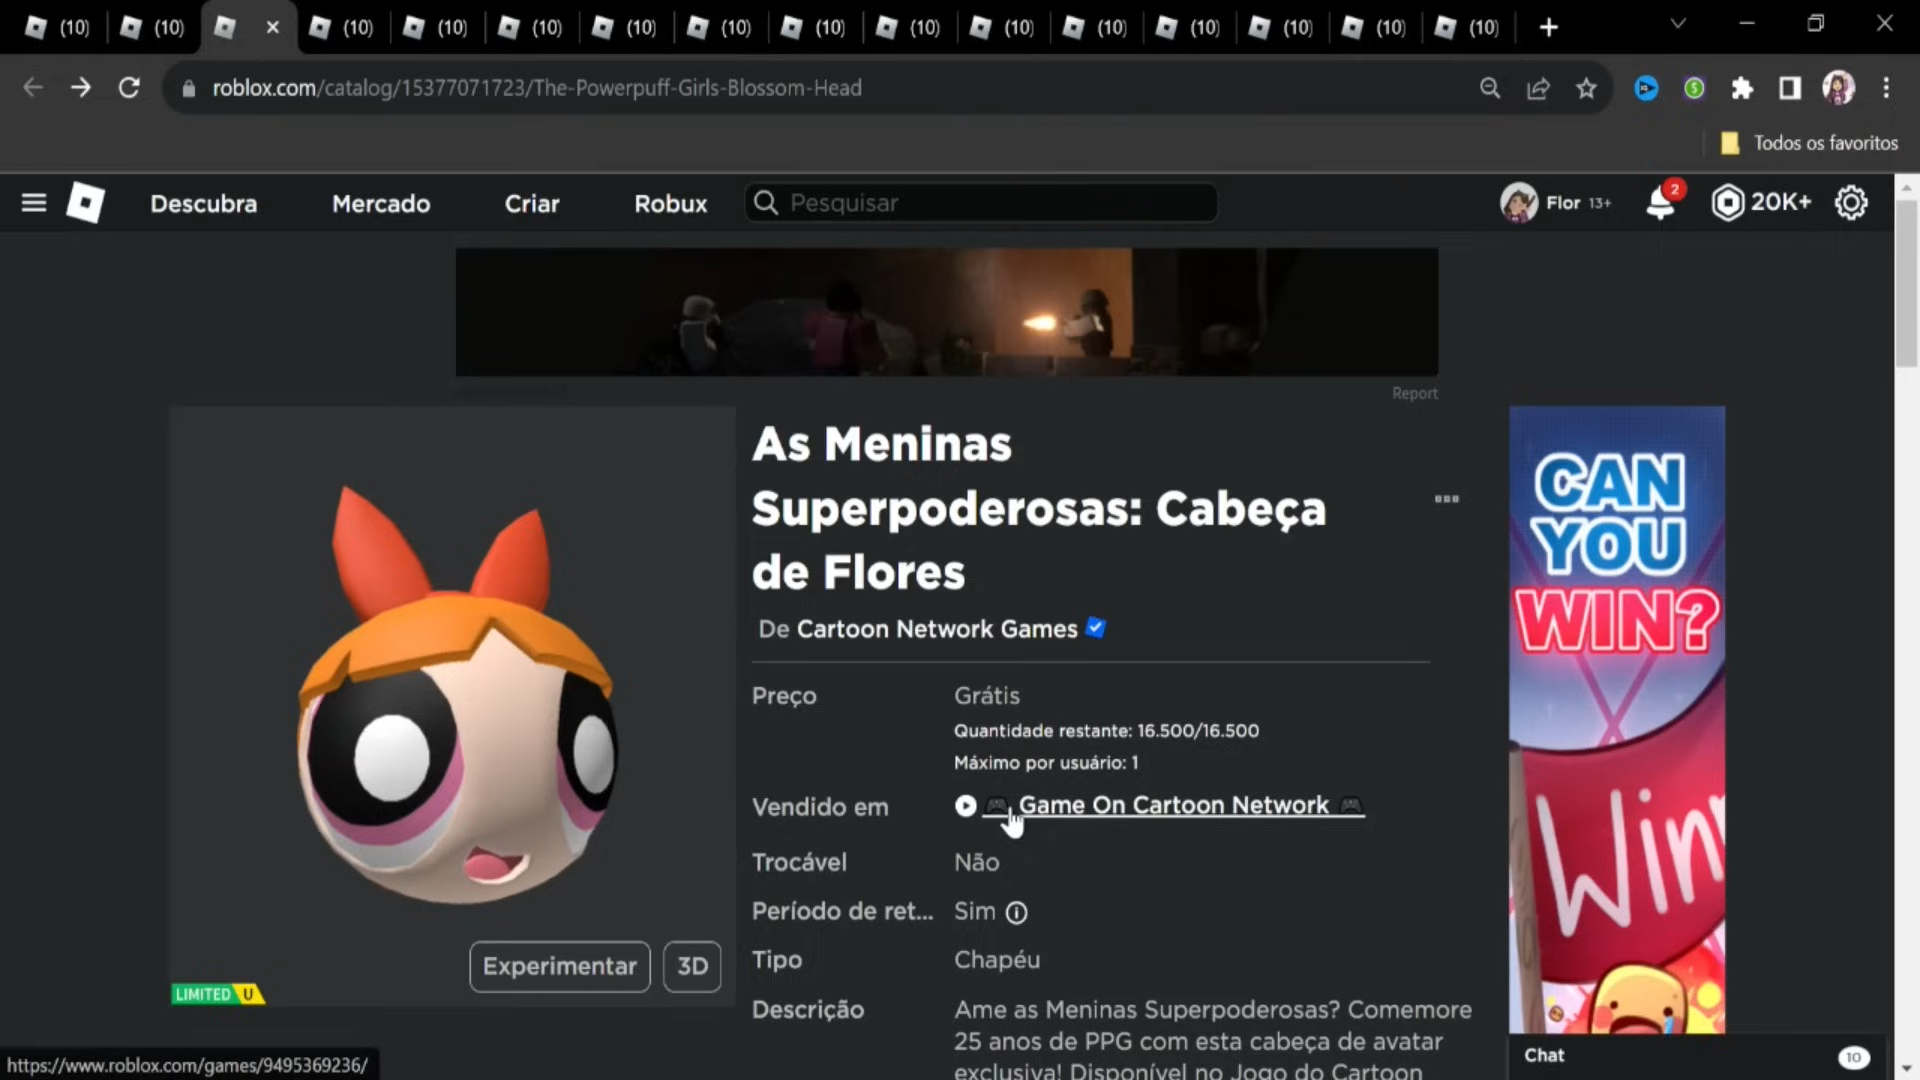 (10) (10) (10) (10) (10) (10) (10) (10) (10) (10) (10) (10) (10) (10) (10)
roblox.com/catalog/15377071723/The-Powerpuff-Girls-Blossom-Head
Todos os favoritos
Descubra Mercado Criar Robux Pesquisar Flor 13+ 2 20K+
Report
As Meninas
Superpoderosas: Cabeça
de Flores
De Cartoon Network Games
Preço Grátis
Quantidade restante: 16.500/16.500
Máximo por usuário: 1
Vendido em 🎮 Game On Cartoon Network 🎮
Trocável Não
Período de ret... Sim
Tipo Chapéu
Descrição Ame as Meninas Superpoderosas? Comemore
25 anos de PPG com esta cabeça de avatar
exclusiva! Disponível no Jogo do Cartoon
Experimentar 3D
LIMITED U
CAN
YOU
WIN?
Chat 10
https://www.roblox.com/games/9495369236/